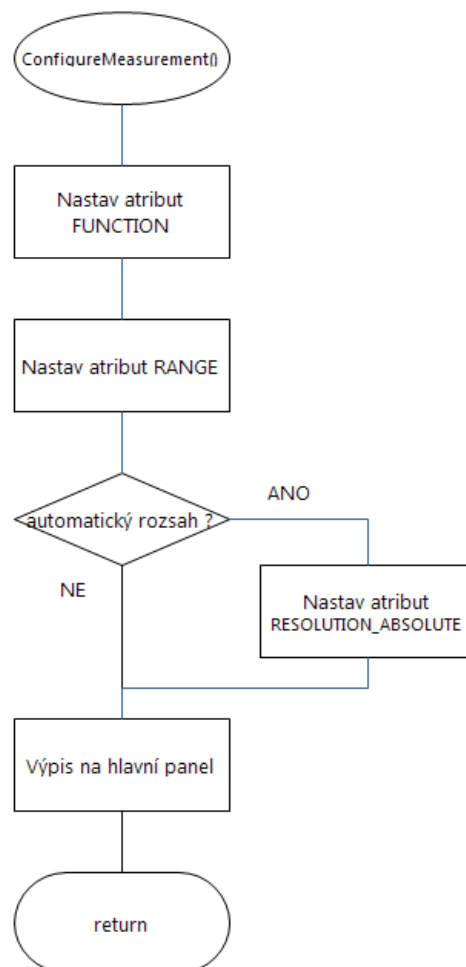 ConfigureMeasurement()
Nastav atribut
FUNCTION
Nastav atribut RANGE
automatický rozsah ?
ANO
NE
Nastav atribut
RESOLUTION_ABSOLUTE
Výpis na hlavní panel
return